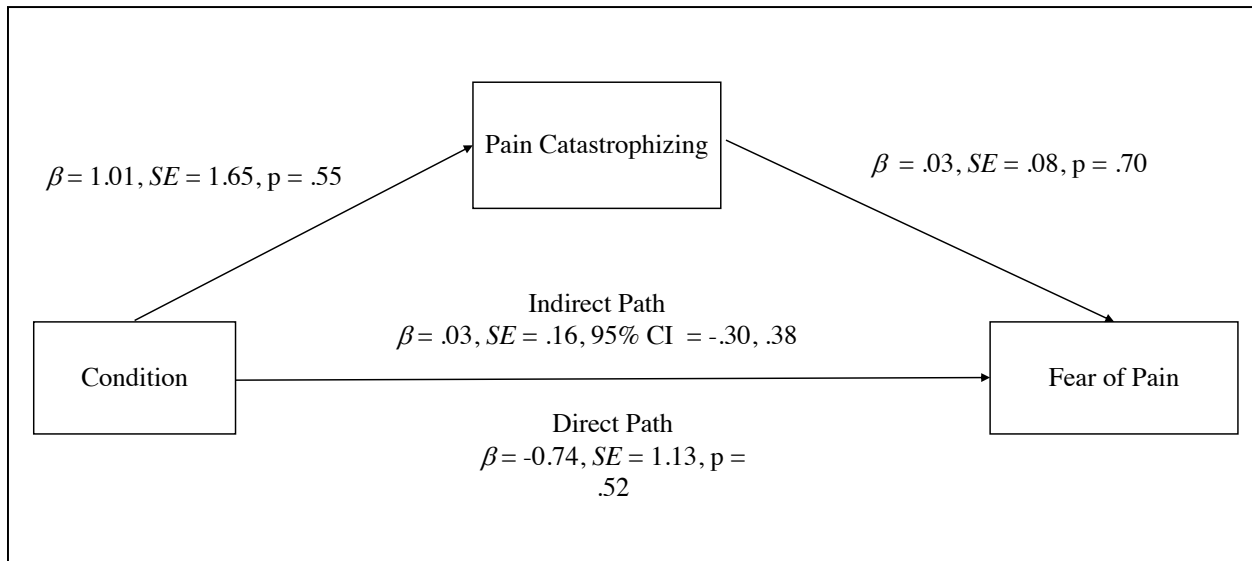 Pain Catastrophizing
β = 1.01, SE = 1.65, p = .55
β = .03, SE = .08, p = .70
Indirect Path
β = .03, SE = .16, 95% CI = -.30, .38
Condition
Fear of Pain
Direct Path
β = -0.74, SE = 1.13, p =
.52